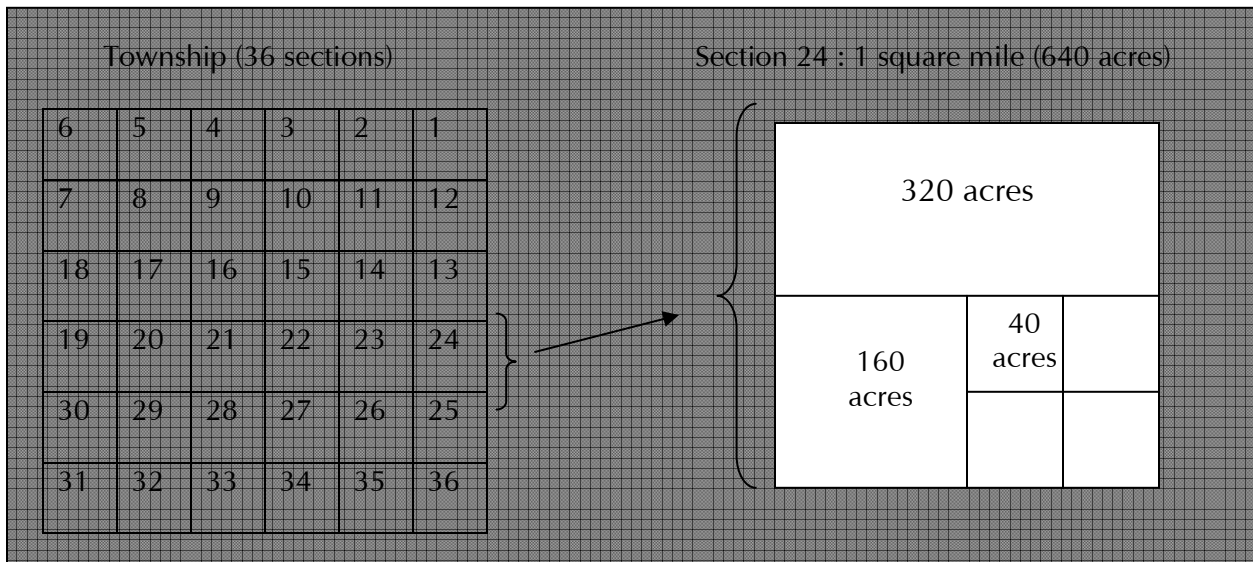 Township (36 sections)
6 5 4 3 2 1
7 8 9 10 11 12
18 17 16 15 14 13
19 20 21 22 23 24
30 29 28 27 26 25
31 32 33 34 35 36
Section 24 : 1 square mile (640 acres)
320 acres
160
acres
40
acres